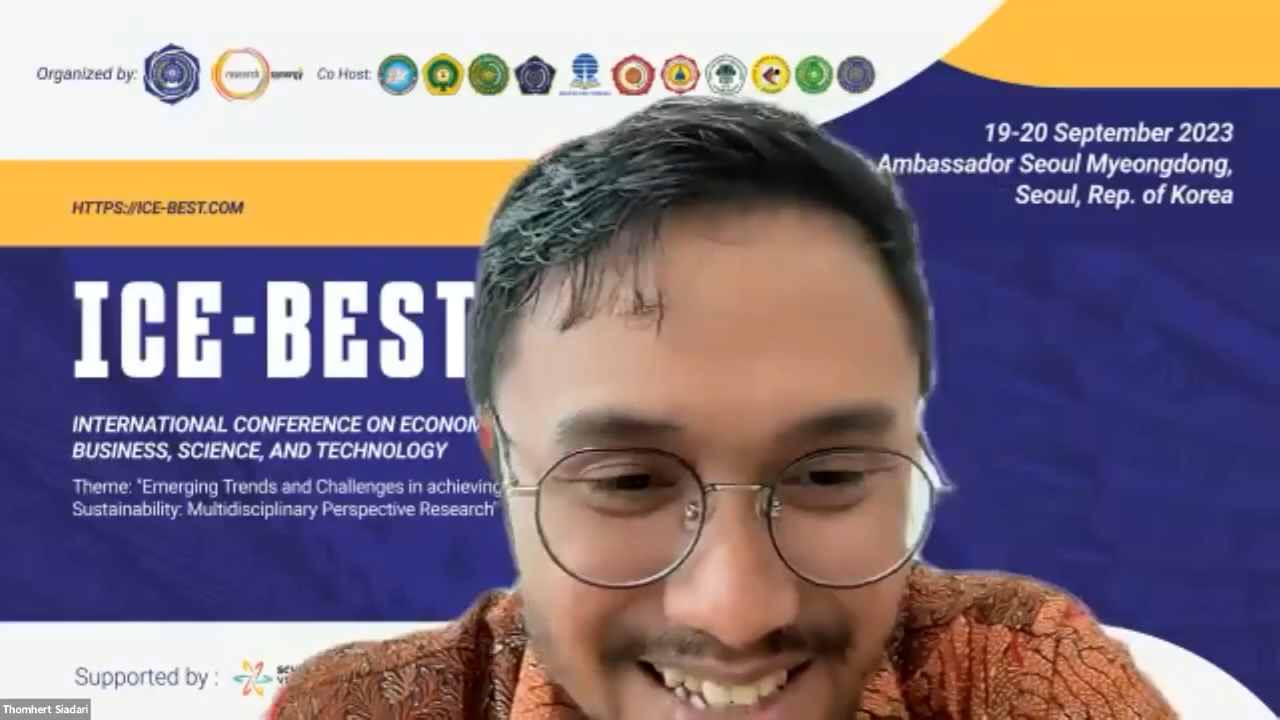 Organized by:
research synergy
Co Host:
19-20 September 2023
Ambassador Seoul Myeongdong,
Seoul, Rep. of Korea
HTTPS://ICE-BEST.COM
ICE-BEST
INTERNATIONAL CONFERENCE ON ECONOM
BUSINESS, SCIENCE, AND TECHNOLOGY
Theme: "Emerging Trends and Challenges in achieving
Sustainability: Multidisciplinary Perspective Research"
Supported by :
Thomhert Siadari